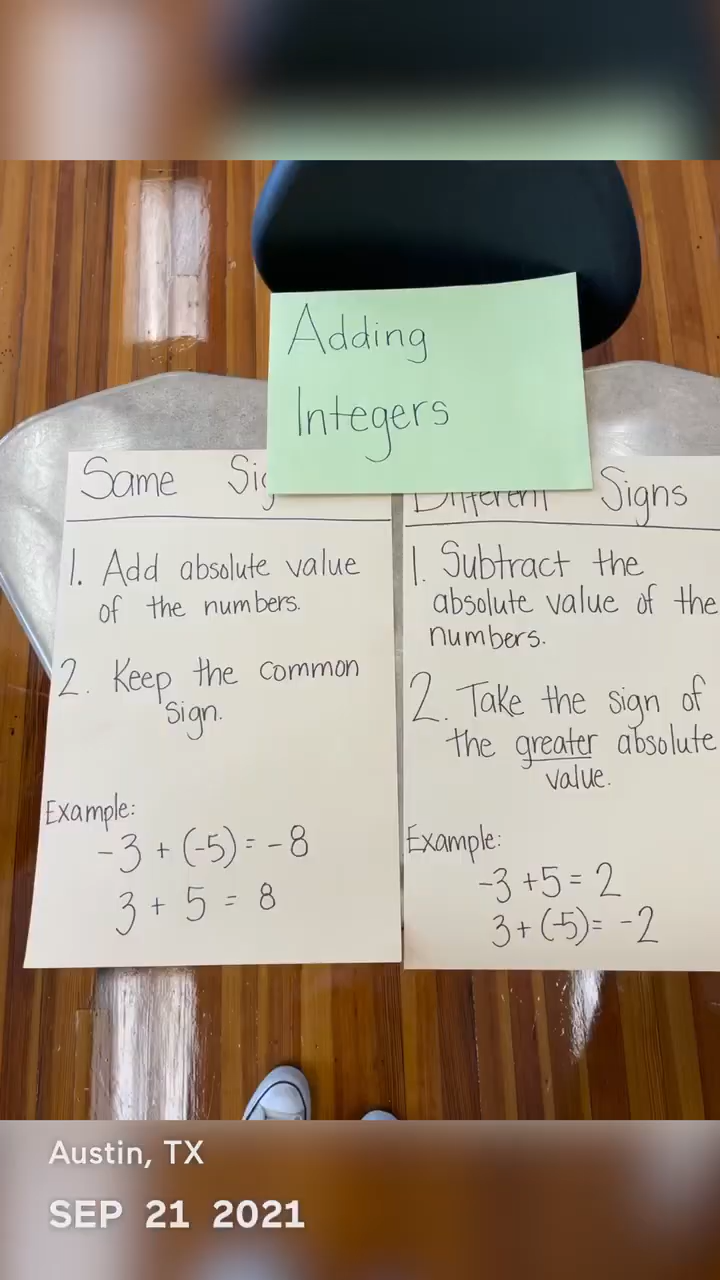 Adding
Integers
Same Sig
1. Add absolute value
of the numbers.
2. Keep the common
sign.
Example:
-3 + (-5) = -8
3 + 5 = 8
Different Signs
1. Subtract the
absolute value of the
numbers.
2. Take the sign of
the greater absolute
value.
Example:
-3 +5 = 2
3 + (-5) = -2
Austin, TX
SEP 21 2021